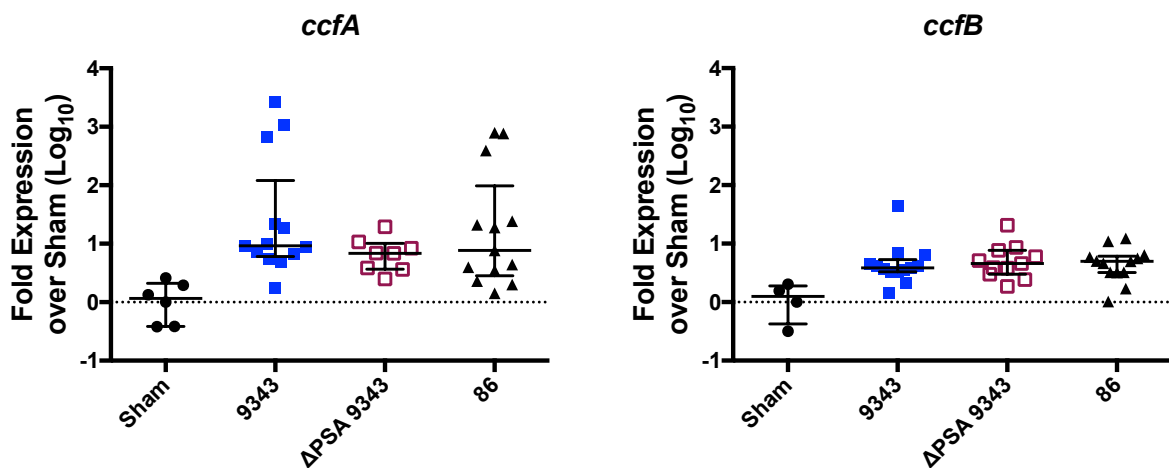 ccfA
Fold Expression
over Sham (Log10)
4
3
2
1
0
-1
Sham
9343
ΔPSA 9343
86
ccfB
Fold Expression
over Sham (Log10)
4
3
2
1
0
-1
Sham
9343
ΔPSA 9343
86